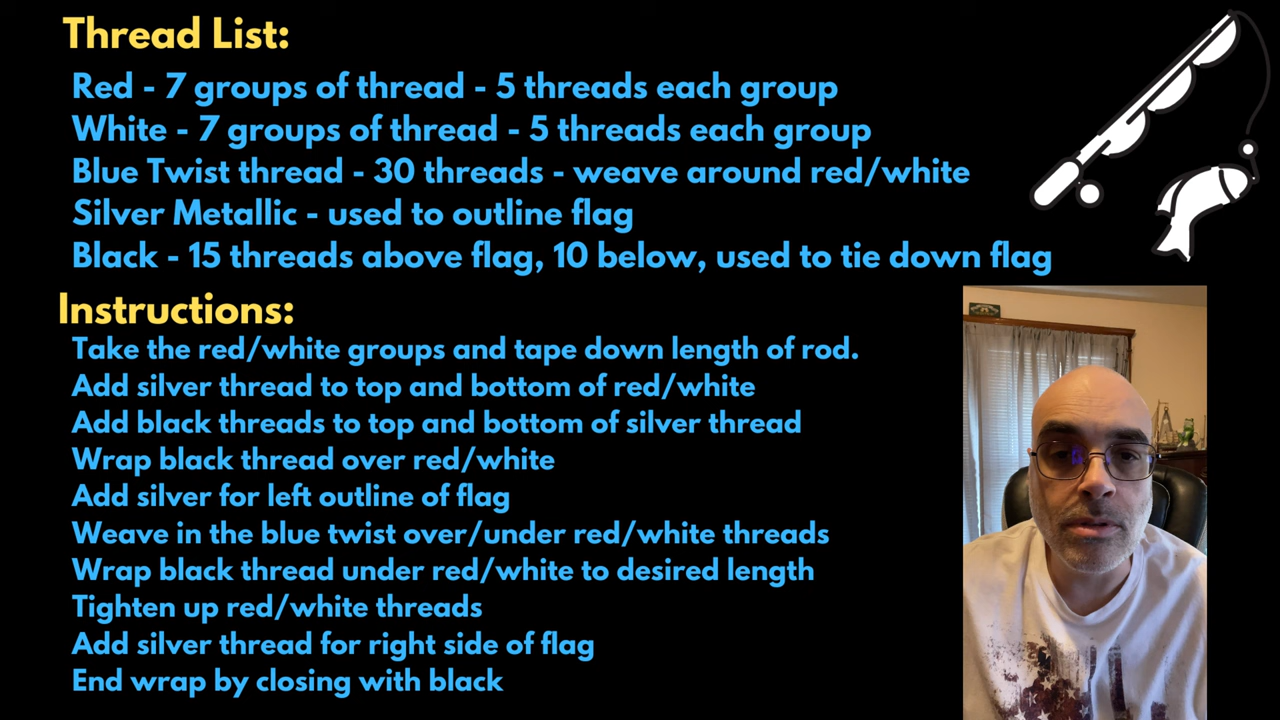 Thread List:
Red - 7 groups of thread - 5 threads each group
White - 7 groups of thread - 5 threads each group
Blue Twist thread - 30 threads - weave around red/white
Silver Metallic - used to outline flag
Black - 15 threads above flag, 10 below, used to tie down flag
Instructions:
Take the red/white groups and tape down length of rod.
Add silver thread to top and bottom of red/white
Add black threads to top and bottom of silver thread
Wrap black thread over red/white
Add silver for left outline of flag
Weave in the blue twist over/under red/white threads
Wrap black thread under red/white to desired length
Tighten up red/white threads
Add silver thread for right side of flag
End wrap by closing with black